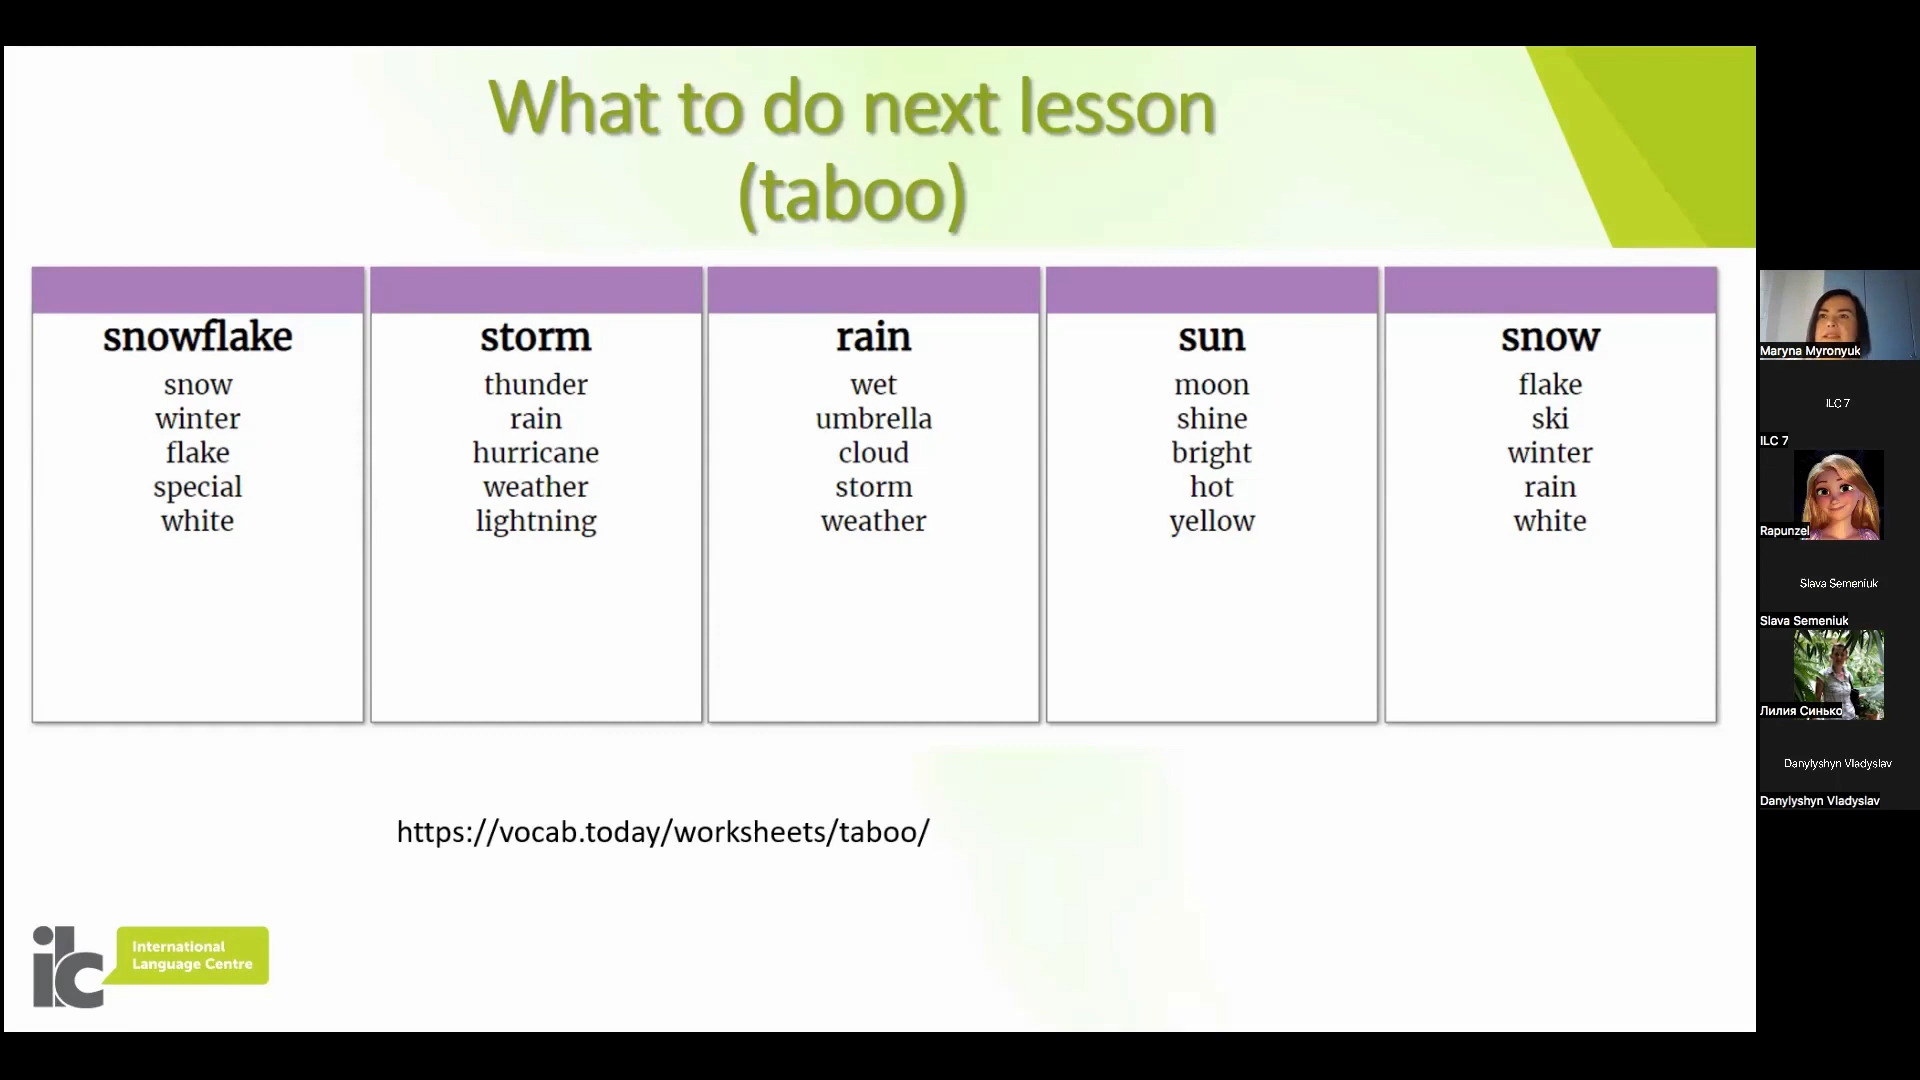 What to do next lesson
(taboo)
snowflake
snow
winter
flake
special
white
storm
thunder
rain
hurricane
weather
lightning
rain
wet
umbrella
cloud
storm
weather
sun
moon
shine
bright
hot
yellow
snow
flake
ski
winter
rain
white
https://vocab.today/worksheets/taboo/
ilc
International
Language Centre
Maryna Myronyuk
ILC 7
ILC 7
Rapunzel
Slava Semeniuk
Slava Semeniuk
Лилия Синько
Danylyshyn Vladyslav
Danylyshyn Vladyslav